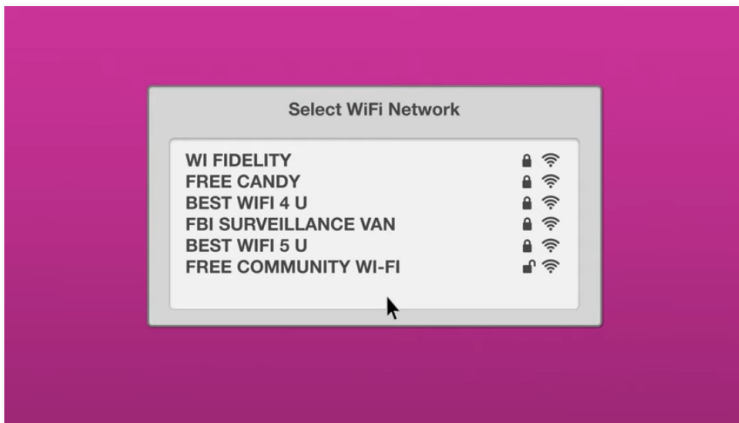 Select WiFi Network
WI FIDELITY
FREE CANDY
BEST WIFI 4 U
FBI SURVEILLANCE VAN
BEST WIFI 5 U
FREE COMMUNITY WI-FI